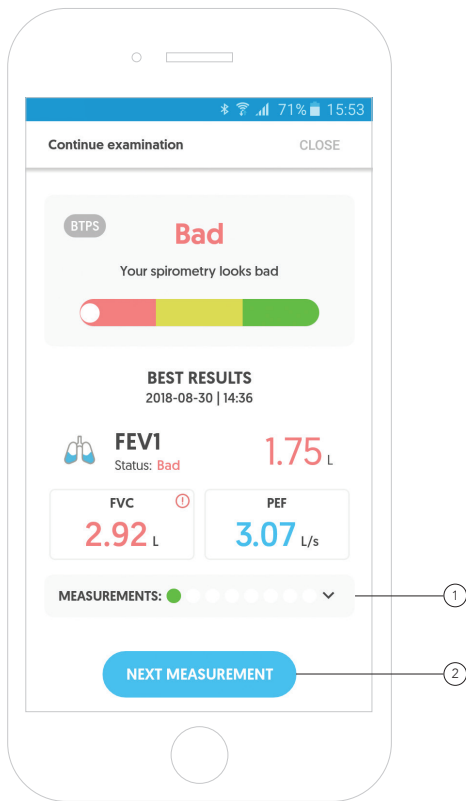 71% 15:53
Continue examination CLOSE
BTPS
Bad
Your spirometry looks bad
BEST RESULTS
2018-08-30 | 14:36
FEV1
1.75 L
Status: Bad
FVC
2.92 L
PEF
3.07 L/s
MEASUREMENTS:
1
NEXT MEASUREMENT
2